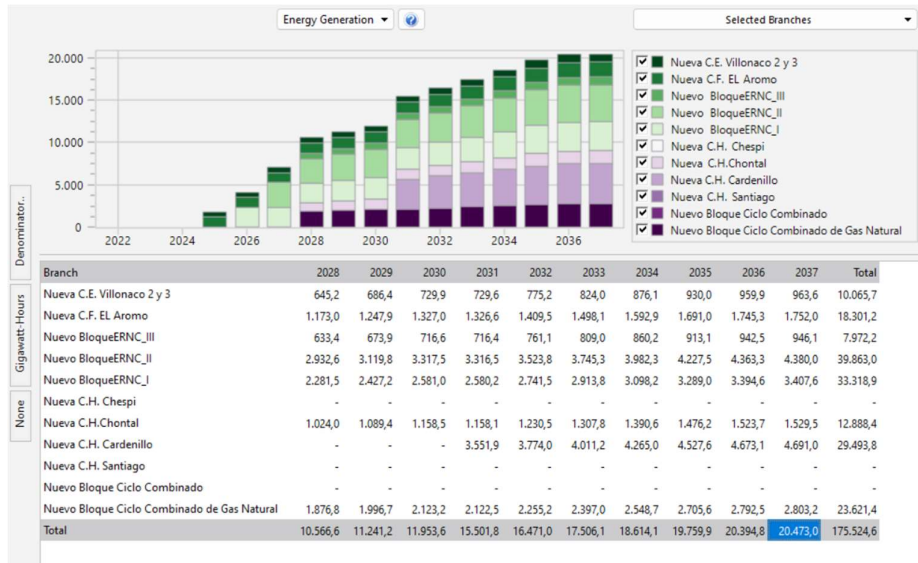 Energy Generation
Selected Branches
20.000
15.000
10.000
5.000
0
2022 2024 2026 2028 2030 2032 2034 2036
Nueva C.E. Villonaco 2 y 3
Nueva C.F. EL Aromo
Nuevo BloqueERNC_III
Nuevo BloqueERNC_II
Nuevo BloqueERNC_I
Nueva C.H. Chespi
Nueva C.H.Chontal
Nueva C.H. Cardenillo
Nueva C.H. Santiago
Nuevo Bloque Ciclo Combinado
Nuevo Bloque Ciclo Combinado de Gas Natural
Denominator..
Gigawatt-Hours
None
Branch 2028 2029 2030 2031 2032 2033 2034 2035 2036 2037 Total
Nueva C.E. Villonaco 2 y 3 645,2 686,4 729,9 729,6 775,2 824,0 876,1 930,0 959,9 963,6 10.065,7
Nueva C.F. EL Aromo 1.173,0 1.247,9 1.327,0 1.326,6 1.409,5 1.498,1 1.592,9 1.691,0 1.745,3 1.752,0 18.301,2
Nuevo BloqueERNC_III 633,4 673,9 716,6 716,4 761,1 809,0 860,2 913,1 942,5 946,1 7.972,2
Nuevo BloqueERNC_II 2.932,6 3.119,8 3.317,5 3.316,5 3.523,8 3.745,3 3.982,3 4.227,5 4.363,3 4.380,0 39.863,0
Nuevo BloqueERNC_I 2.281,5 2.427,2 2.581,0 2.580,2 2.741,5 2.913,8 3.098,2 3.289,0 3.394,6 3.407,6 33.318,9
Nueva C.H. Chespi - - - - - - - - - - -
Nueva C.H.Chontal 1.024,0 1.089,4 1.158,5 1.158,1 1.230,5 1.307,8 1.390,6 1.476,2 1.523,7 1.529,5 12.888,4
Nueva C.H. Cardenillo - - - 3.551,9 3.774,0 4.011,2 4.265,0 4.527,6 4.673,1 4.691,0 29.493,8
Nueva C.H. Santiago - - - - - - - - - - -
Nuevo Bloque Ciclo Combinado - - - - - - - - - - -
Nuevo Bloque Ciclo Combinado de Gas Natural 1.876,8 1.996,7 2.123,2 2.122,5 2.255,2 2.397,0 2.548,7 2.705,6 2.792,5 2.803,2 23.621,4
Total 10.566,6 11.241,2 11.953,6 15.501,8 16.471,0 17.506,1 18.614,1 19.759,9 20.394,8 20.473,0 175.524,6